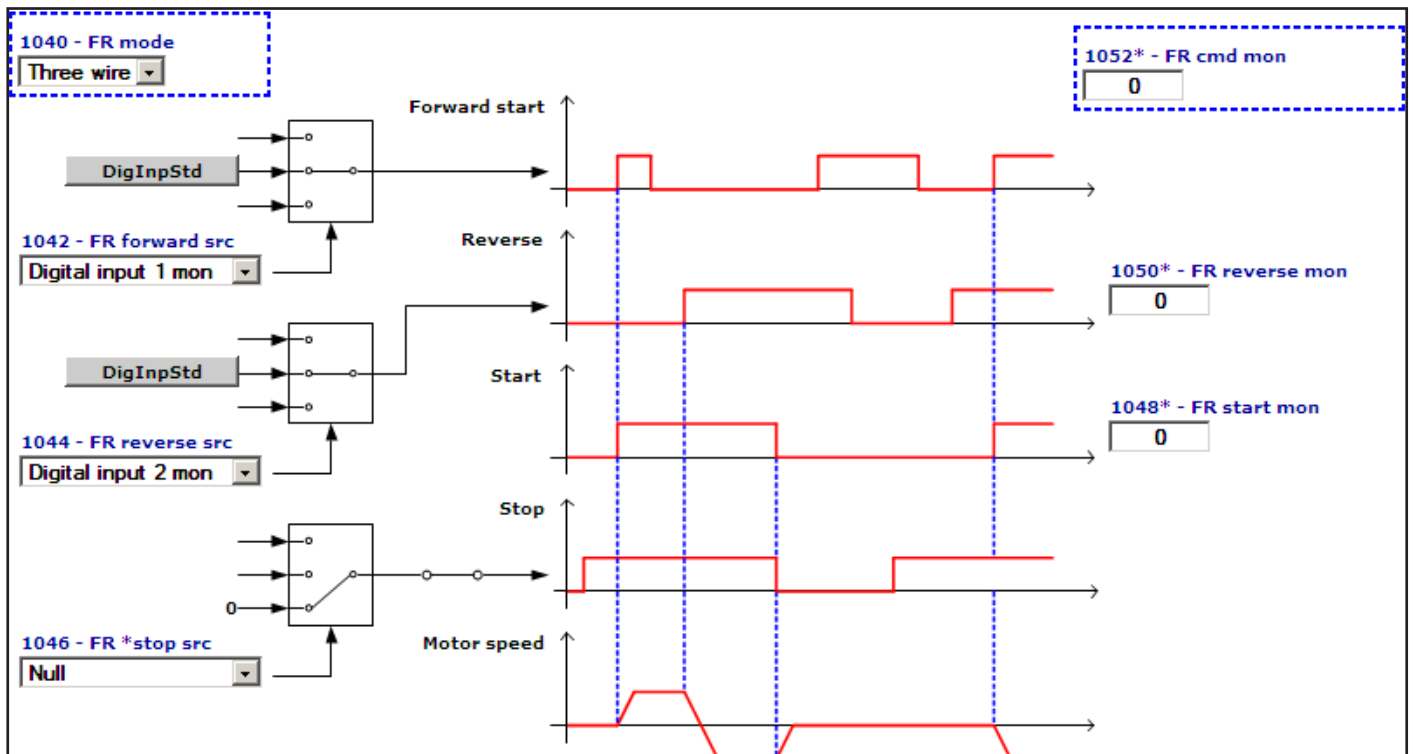 1040 - FR mode
Three wire
1052* - FR cmd mon
0
Forward start
DigInpStd
1042 - FR forward src
Digital input 1 mon
Reverse
1050* - FR reverse mon
0
DigInpStd
Start
1048* - FR start mon
0
1044 - FR reverse src
Digital input 2 mon
Stop
0
1046 - FR *stop src
Null
Motor speed